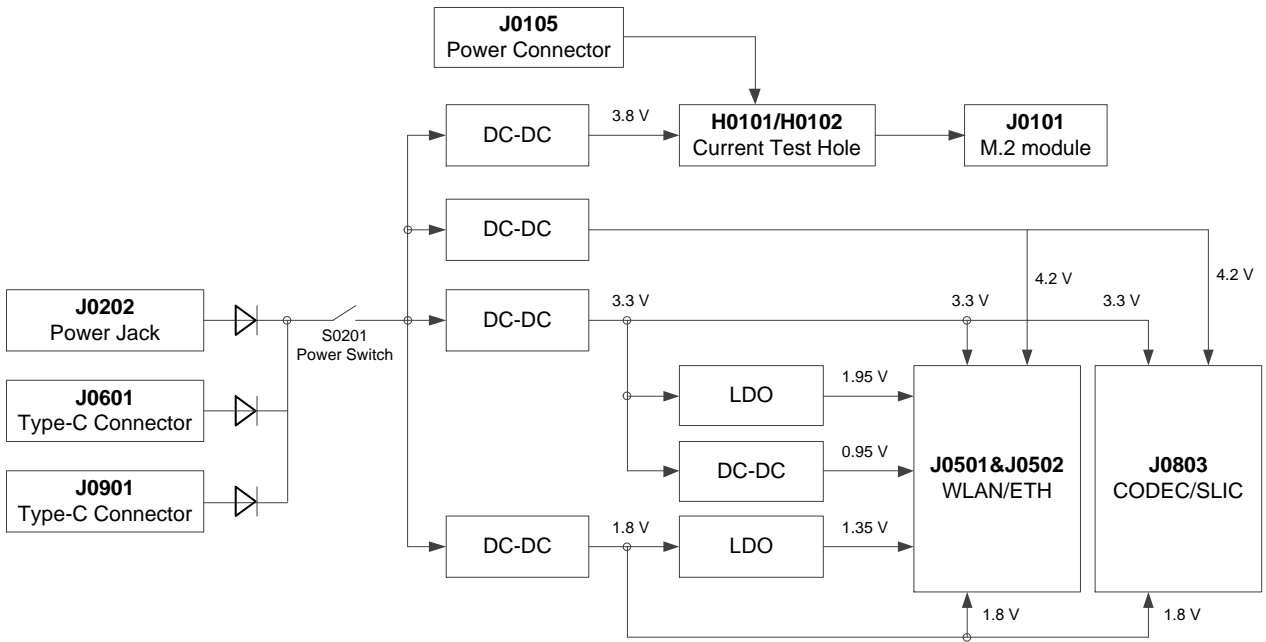 J0105
Power Connector
DC-DC
3.8 V
H0101/H0102
Current Test Hole
J0101
M.2 module
DC-DC
4.2 V
4.2 V
J0202
Power Jack
S0201
Power Switch
DC-DC
3.3 V
3.3 V
3.3 V
J0601
Type-C Connector
LDO
1.95 V
J0901
Type-C Connector
DC-DC
0.95 V
J0501&J0502
WLAN/ETH
J0803
CODEC/SLIC
DC-DC
1.8 V
LDO
1.35 V
1.8 V
1.8 V